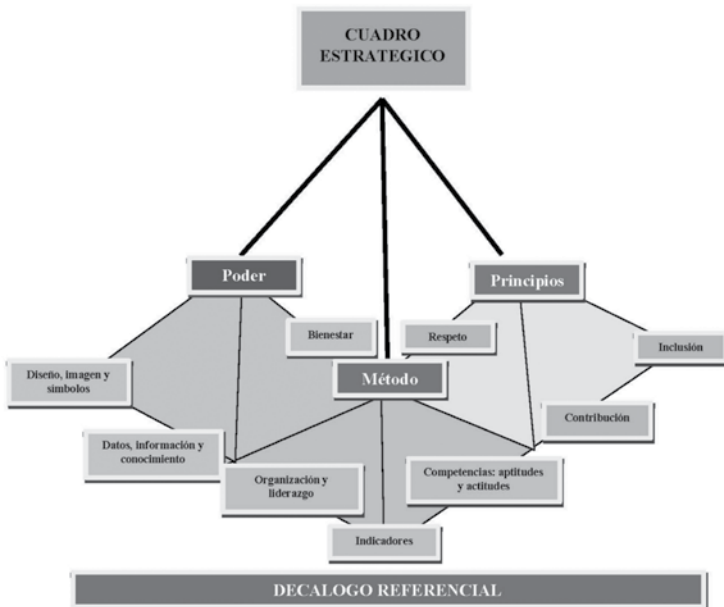 CUADRO
ESTRATEGICO
Poder
Principios
Bienestar
Respeto
Inclusión
Diseño, imagen y
símbolos
Método
Contribución
Datos, información y
conocimiento
Organización y
liderazgo
Competencias: aptitudes
y actitudes
Indicadores
DECALOGO REFERENCIAL